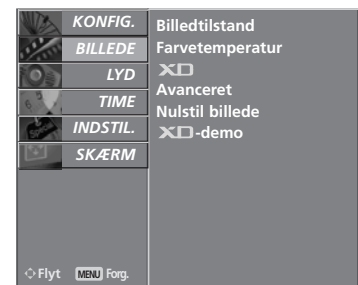 KONFIG.
BILLEDE
LYD
TIME
INDSTIL.
SKÆRM
Billedtilstand
Farvetemperatur
XD
Avanceret
Nulstil billede
XD-demo
Flyt MENU Forg.